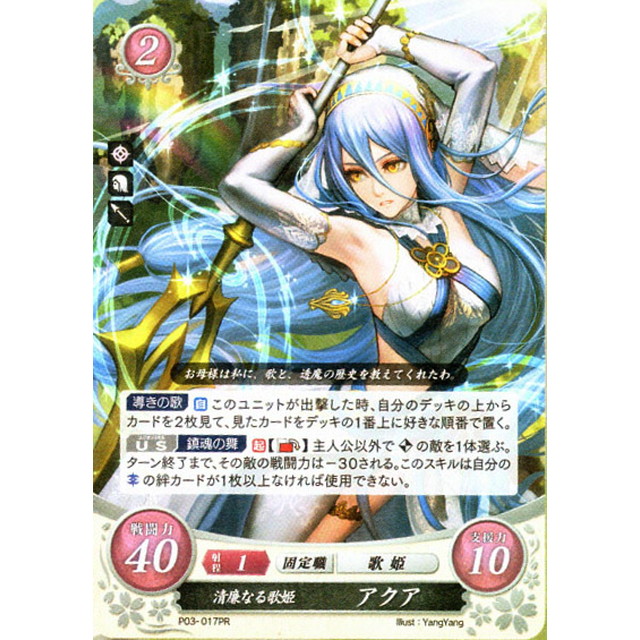 2
お母様は私に、歌と、透魔の歴史を教えてくれたわ。
導きの歌 自 このユニットが出撃した時、自分のデッキの上から
カードを2枚見て、見たカードをデッキの1番上に好きな順番で置く。
US 鎮魂の舞 起【 】主人公以外で の敵を1体選ぶ。
ターン終了まで、その敵の戦闘力は－30される。このスキルは自分の
の絆カードが1枚以上なければ使用できない。
戦闘力
40
射程 1 固定職 歌姫
支援力
10
清廉なる歌姫 アクア
P03-017PR Illust : YangYang